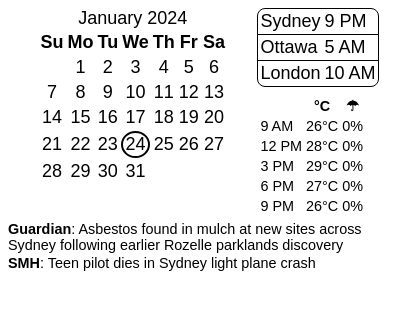 January 2024
Su Mo Tu We Th Fr Sa
1 2 3 4 5 6
7 8 9 10 11 12 13
14 15 16 17 18 19 20
21 22 23 24 25 26 27
28 29 30 31
Sydney 9 PM
Ottawa 5 AM
London 10 AM
°C ☂
9 AM 26°C 0%
12 PM 28°C 0%
3 PM 29°C 0%
6 PM 27°C 0%
9 PM 26°C 0%
Guardian: Asbestos found in mulch at new sites across
Sydney following earlier Rozelle parklands discovery
SMH: Teen pilot dies in Sydney light plane crash